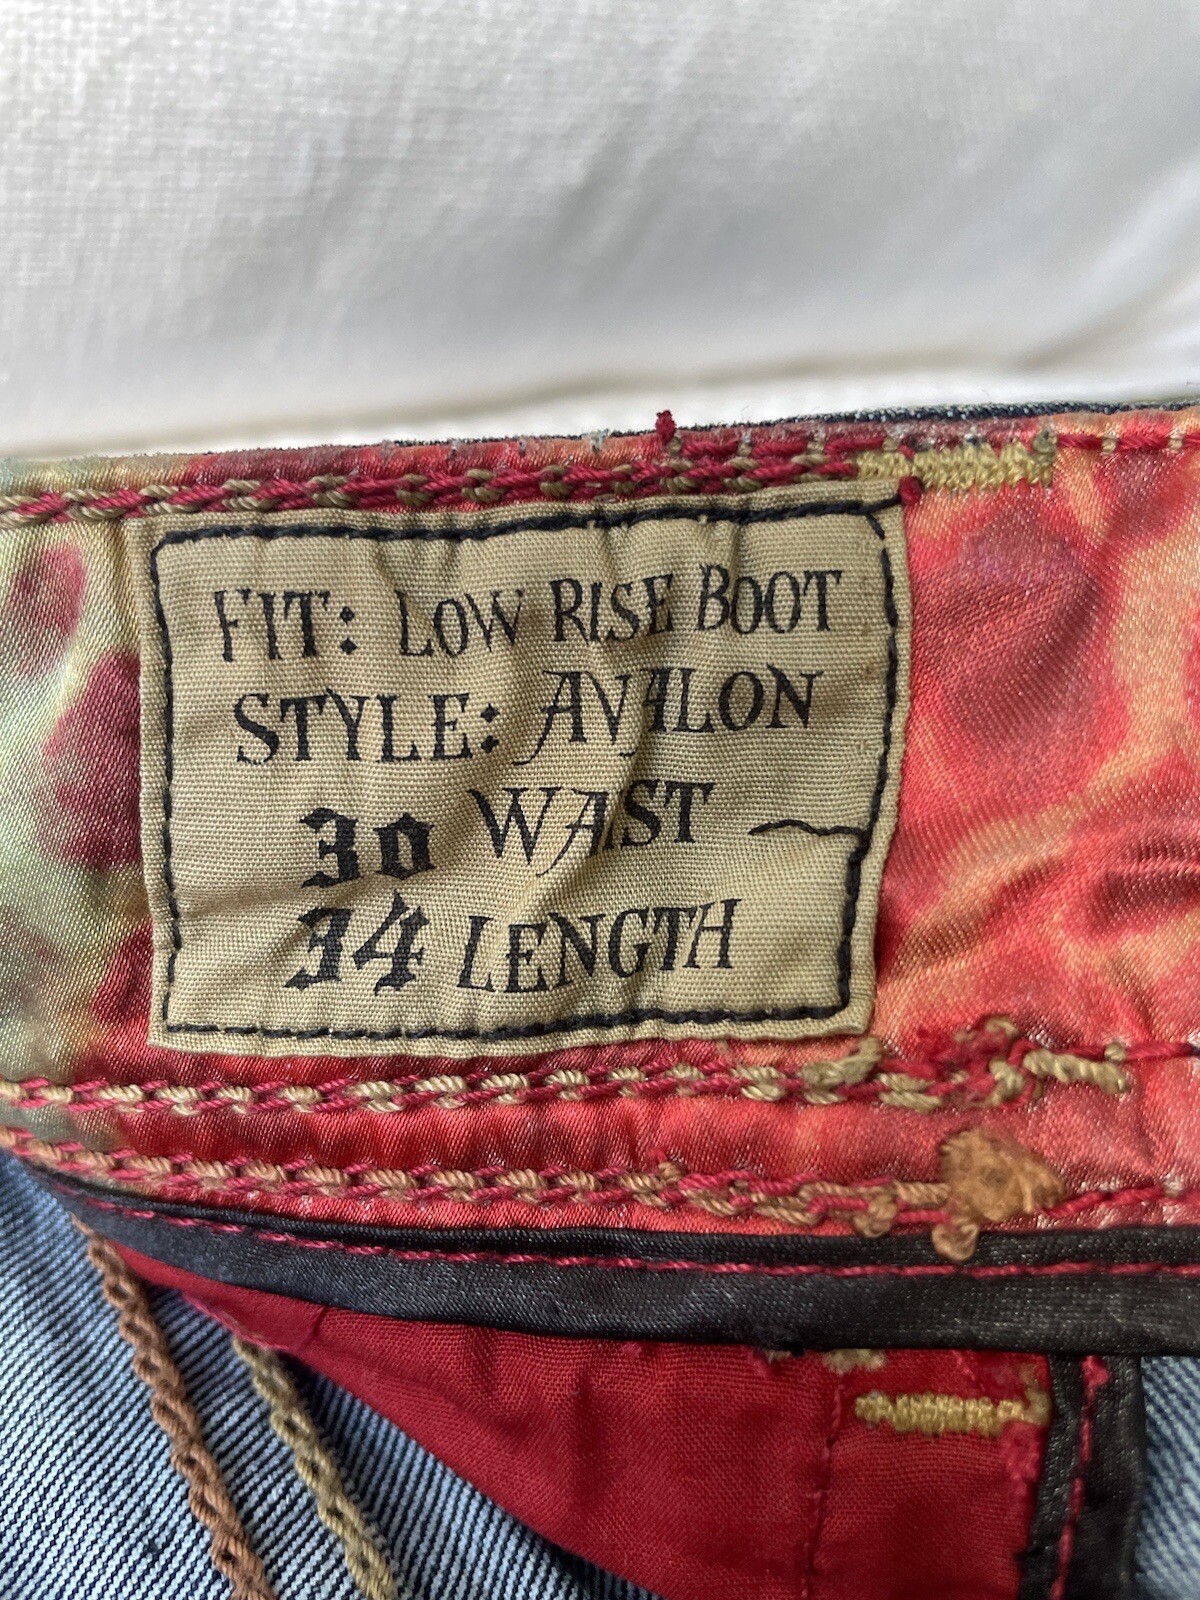 FIT: LOW RISE BOOT
STYLE: AVALON
30 WAIST
34 LENGTH